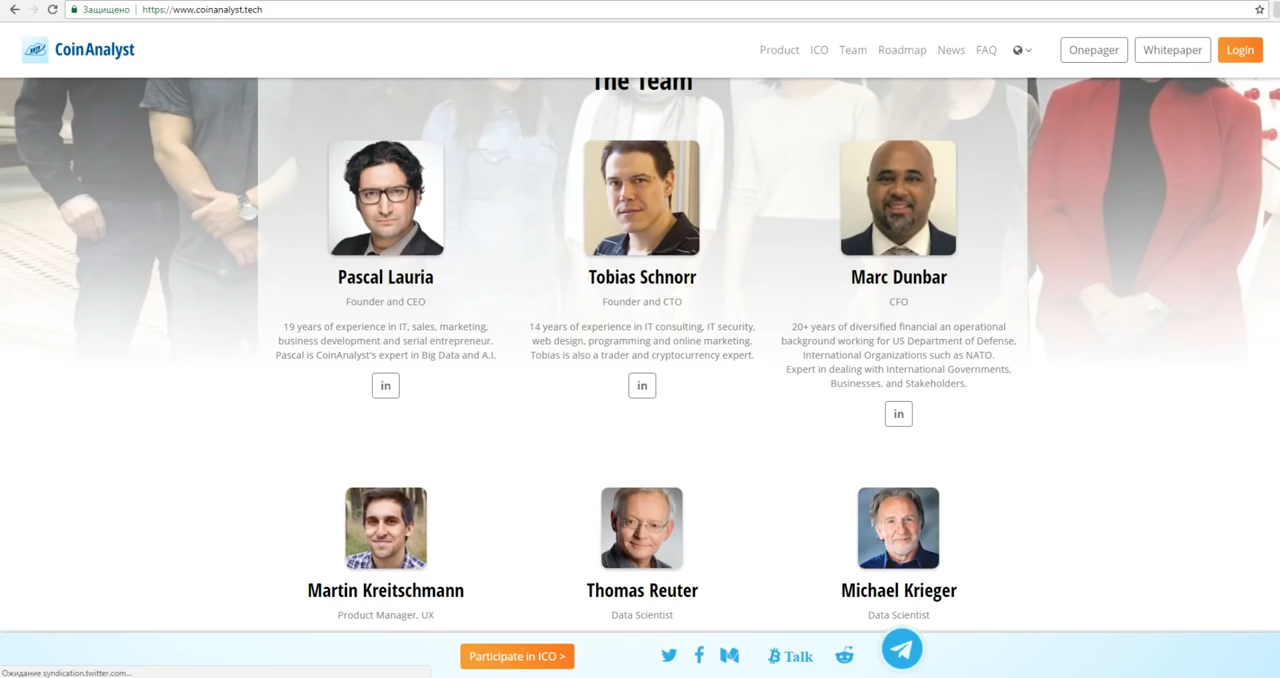 Защищено https://www.coinanalyst.tech
CoinAnalyst
Product ICO Team Roadmap News FAQ
Onepager Whitepaper Login
The Team
Pascal Lauria
Founder and CEO
19 years of experience in IT, sales, marketing,
business development and serial entrepreneur.
Pascal is CoinAnalyst's expert in Big Data and A.I.
in
Tobias Schnorr
Founder and CTO
14 years of experience in IT consulting, IT security,
web design, programming and online marketing.
Tobias is also a trader and cryptocurrency expert.
in
Marc Dunbar
CFO
20+ years of diversified financial an operational
background working for US Department of Defense,
International Organizations such as NATO.
Expert in dealing with International Governments,
Businesses, and Stakeholders.
in
Martin Kreitschmann
Product Manager, UX
Thomas Reuter
Data Scientist
Michael Krieger
Data Scientist
Participate in ICO >
Talk
Ожидание syndication.twitter.com...